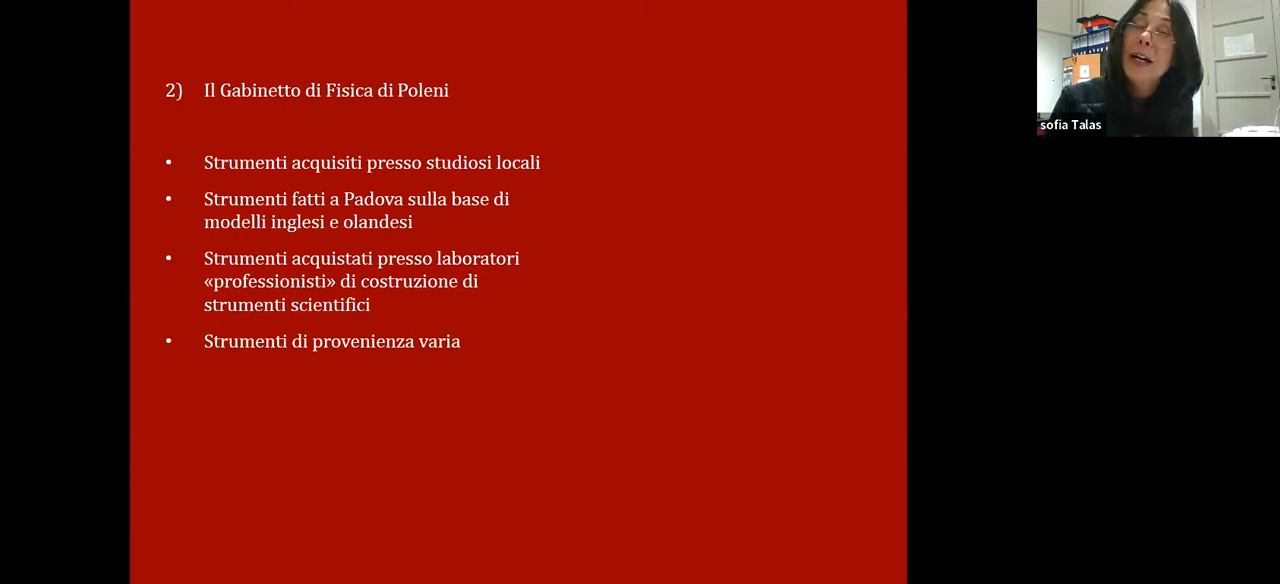 2) Il Gabinetto di Fisica di Poleni
• Strumenti acquisiti presso studiosi locali
• Strumenti fatti a Padova sulla base di
modelli inglesi e olandesi
• Strumenti acquistati presso laboratori
«professionisti» di costruzione di
strumenti scientifici
• Strumenti di provenienza varia
sofia Talas